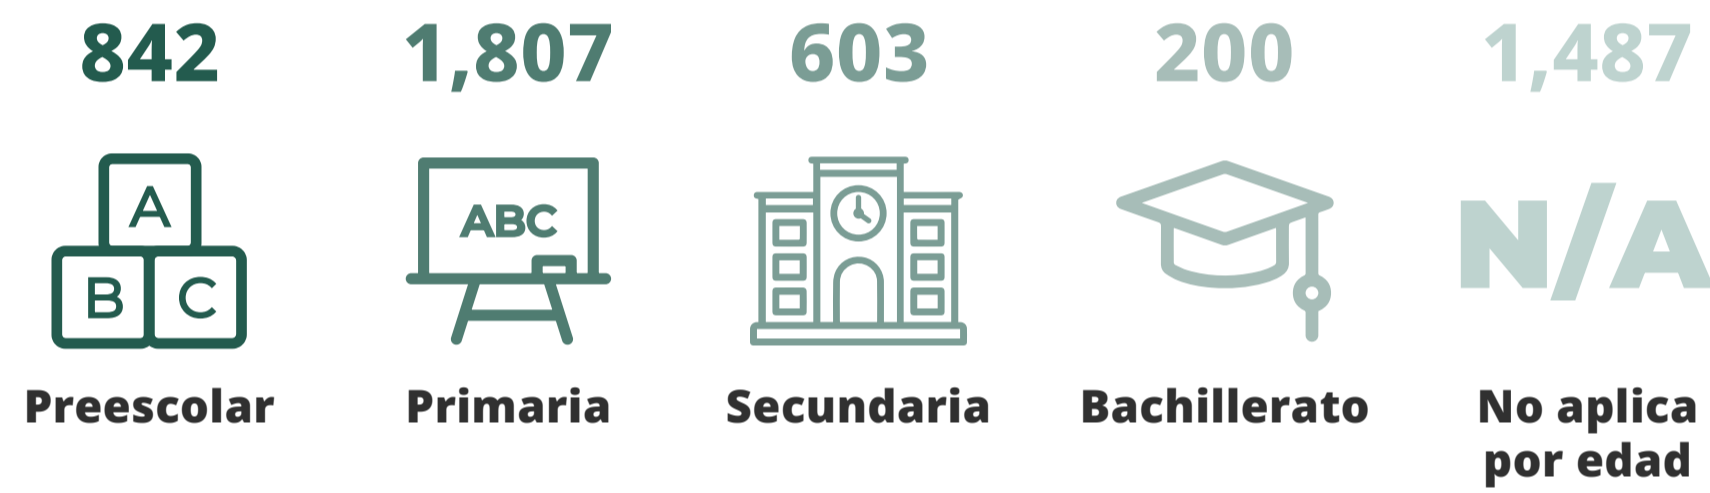 842
1,807
603
200
1,487
A
B C
ABC
N/A
Preescolar
Primaria
Secundaria
Bachillerato
No aplica
por edad